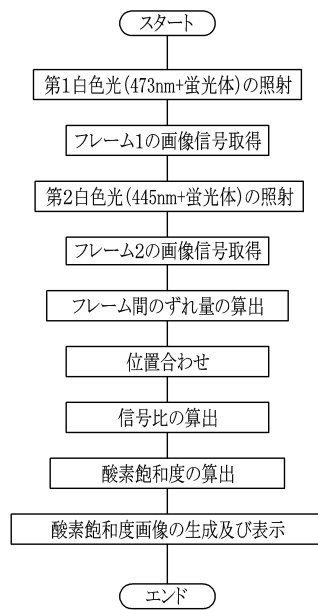 スタート
第1白色光(473nm+蛍光体)の照射
フレーム1の画像信号取得
第2白色光(445nm+蛍光体)の照射
フレーム2の画像信号取得
フレーム間のずれ量の算出
位置合わせ
信号比の算出
酸素飽和度の算出
酸素飽和度画像の生成及び表示
エンド